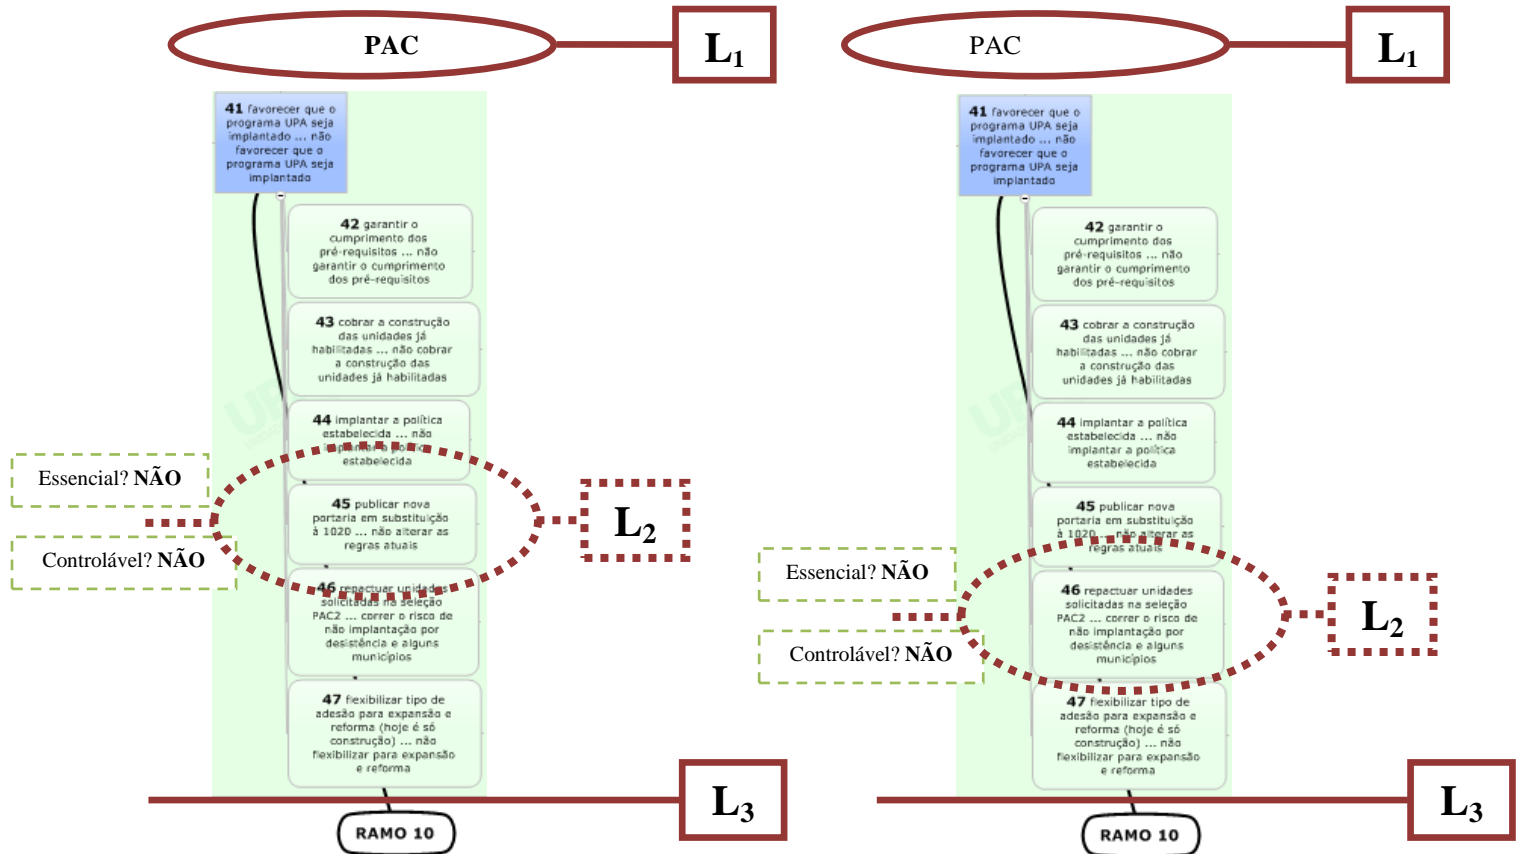 PAC
L₁
41 favorecer que o
programa UPA seja
implantado ... não
favorecer que o
programa UPA seja
implantado
42 garantir o
cumprimento dos
pré-requisitos ... não
garantir o cumprimento
dos pré-requisitos
43 cobrar a construção
das unidades já
habilitadas ... não cobrar
a construção das
unidades já habilitadas
44 implantar a política
estabelecida ... não
implantar a política
estabelecida
Essencial? NÃO
45 publicar nova
portaria em substituição
à 1020 ... não alterar as
regras atuais
L₂
Controlável? NÃO
46 repactuar unidades
solicitadas na seleção
PAC2 ... correr o risco de
não implantação por
desistência e alguns
municípios
47 flexibilizar tipo de
adesão para expansão e
reforma (hoje é só
construção) ... não
flexibilizar para expansão
e reforma
L₃
RAMO 10
PAC
L₁
41 favorecer que o
programa UPA seja
implantado ... não
favorecer que o
programa UPA seja
implantado
42 garantir o
cumprimento dos
pré-requisitos ... não
garantir o cumprimento
dos pré-requisitos
43 cobrar a construção
das unidades já
habilitadas ... não cobrar
a construção das
unidades já habilitadas
44 implantar a política
estabelecida ... não
implantar a política
estabelecida
45 publicar nova
portaria em substituição
à 1020 ... não alterar as
regras atuais
Essencial? NÃO
46 repactuar unidades
solicitadas na seleção
PAC2 ... correr o risco de
não implantação por
desistência e alguns
municípios
L₂
Controlável? NÃO
47 flexibilizar tipo de
adesão para expansão e
reforma (hoje é só
construção) ... não
flexibilizar para expansão
e reforma
L₃
RAMO 10